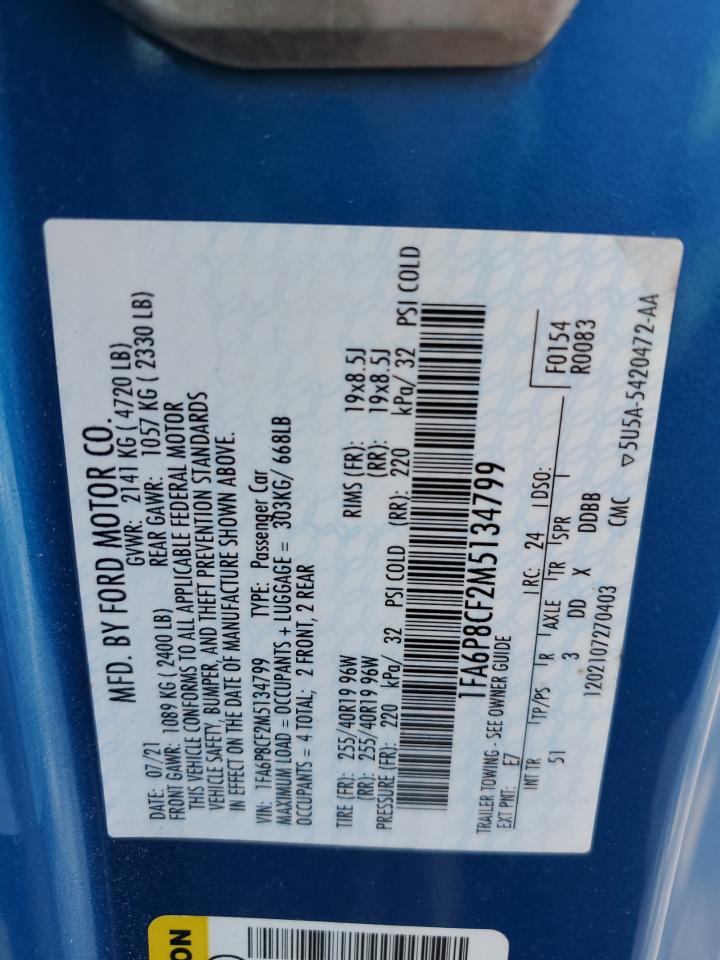 MFD. BY FORD MOTOR CO.
DATE: 07/21 GVWR: 2141 KG ( 4720 LB)
FRONT GAWR: 1089 KG ( 2400 LB) REAR GAWR: 1057 KG ( 2330 LB)
THIS VEHICLE CONFORMS TO ALL APPLICABLE FEDERAL MOTOR
VEHICLE SAFETY, BUMPER, AND THEFT PREVENTION STANDARDS
IN EFFECT ON THE DATE OF MANUFACTURE SHOWN ABOVE.
VIN: 1FA6P8CF2M5134799 TYPE: Passenger Car
MAXIMUM LOAD = OCCUPANTS + LUGGAGE = 303KG/ 668LB
OCCUPANTS = 4 TOTAL; 2 FRONT, 2 REAR
TIRE (FR): 255/40R19 96W RIMS (FR): 19x8.5J
(RR): 255/40R19 96W (RR): 19x8.5J
PRESSURE (FR): 220 kPa/ 32 PSI COLD (RR): 220 kPa/ 32 PSI COLD
1FA6P8CF2M5134799
TRAILER TOWING - SEE OWNER GUIDE
EXT PNT: E7 RC: 24 DSO: F0154
INT TR TP/PS R AXLE TR SPR R0083
51 3 DD X DDBB
1202107270403 CMC ▽5U5A-5420472-AA
ON